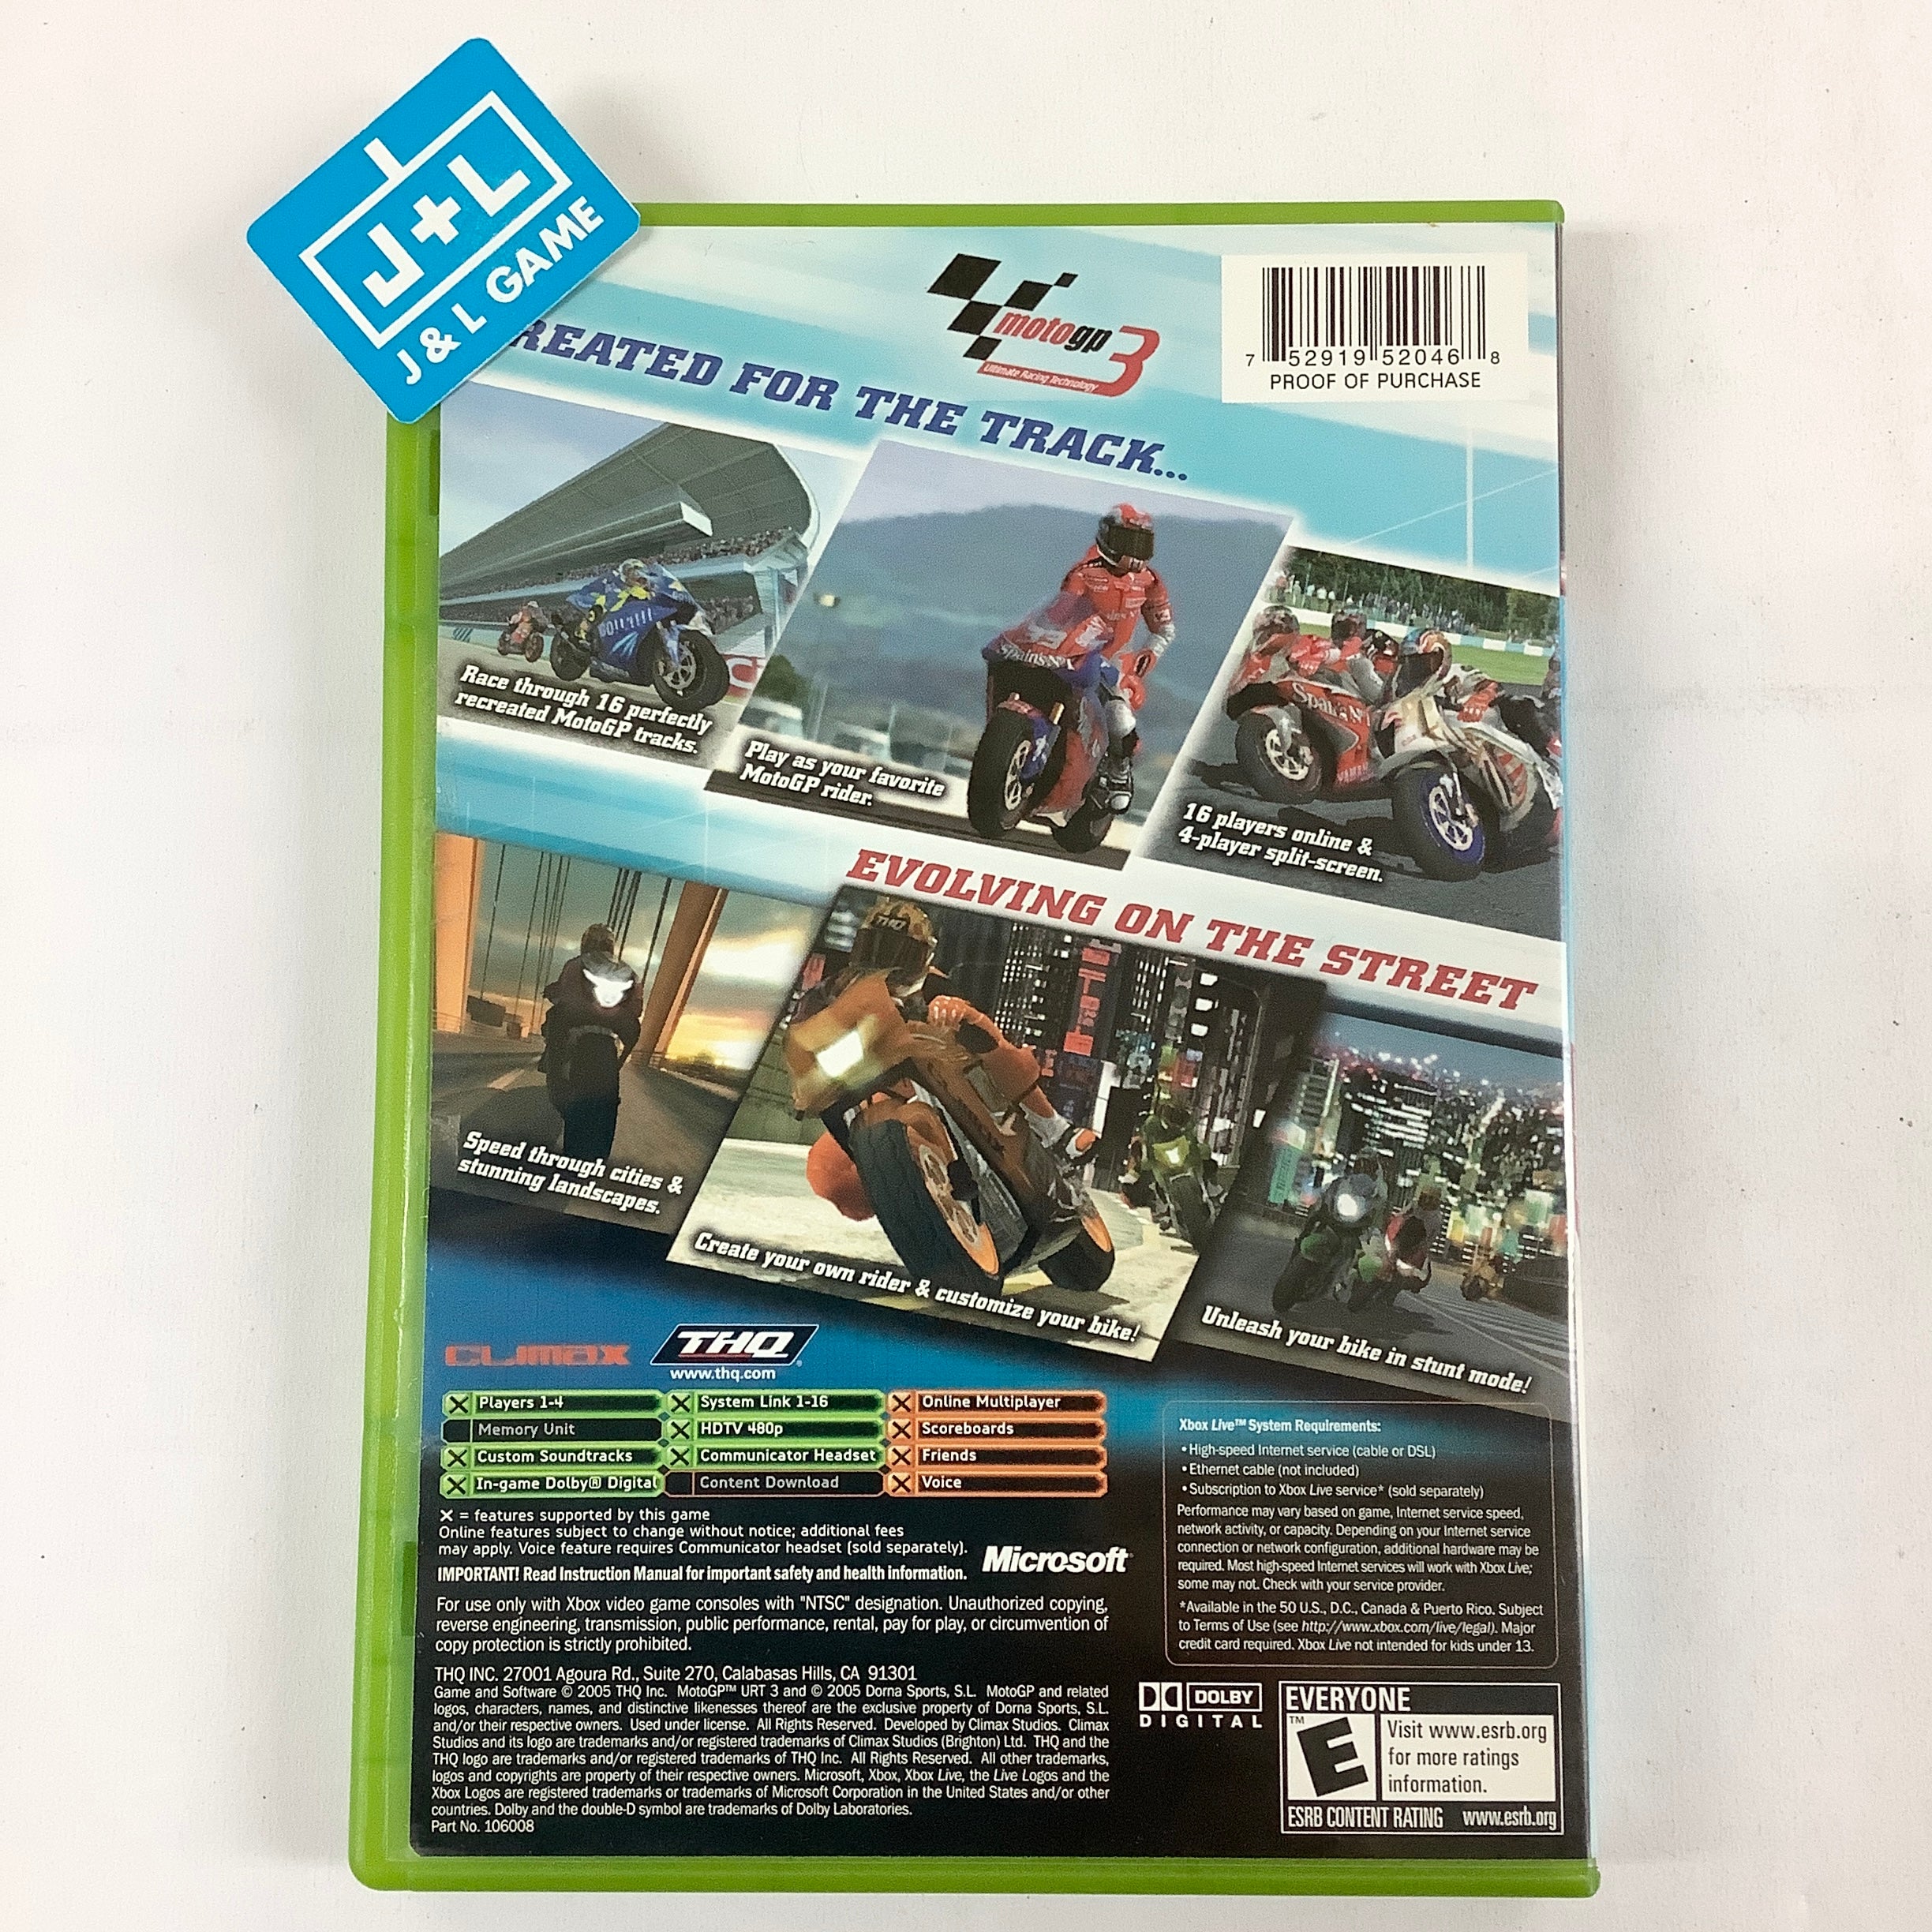 J+L
J & L GAME
motogp 3
Ultimate Racing Technology
7 52919 52046 8
PROOF OF PURCHASE
REATED FOR THE TRACK...
Race through 16 perfectly
recreated MotoGP tracks.
Play as your favorite
MotoGP rider.
16 players online &
4-player split-screen.
EVOLVING ON THE STREET
THQ
Speed through cities &
stunning landscapes.
Create your own rider & customize your bike!
Unleash your bike in stunt mode!
CLIMAX
THQ
www.thq.com
Players 1-4
System Link 1-16
Online Multiplayer
Memory Unit
HDTV 480p
Scoreboards
Custom Soundtracks
Communicator Headset
Friends
In-game Dolby® Digital
Content Download
Voice
X = features supported by this game
Online features subject to change without notice; additional fees
may apply. Voice feature requires Communicator headset (sold separately).
IMPORTANT! Read Instruction Manual for important safety and health information.
Microsoft
For use only with Xbox video game consoles with "NTSC" designation. Unauthorized copying,
reverse engineering, transmission, public performance, rental, pay for play, or circumvention of
copy protection is strictly prohibited.
THQ INC. 27001 Agoura Rd., Suite 270, Calabasas Hills, CA 91301
Game and Software © 2005 THQ Inc. MotoGP™ URT 3 and © 2005 Dorna Sports, S.L. MotoGP and related
logos, characters, names, and distinctive likenesses thereof are the exclusive property of Dorna Sports, S.L.
and/or their respective owners. Used under license. All Rights Reserved. Developed by Climax Studios. Climax
Studios and its logo are trademarks and/or registered trademarks of Climax Studios (Brighton) Ltd. THQ and the
THQ logo are trademarks and/or registered trademarks of THQ Inc. All Rights Reserved. All other trademarks,
logos and copyrights are property of their respective owners. Microsoft, Xbox, Xbox Live, the Live Logos and the
Xbox Logos are registered trademarks or trademarks of Microsoft Corporation in the United States and/or other
countries. Dolby and the double-D symbol are trademarks of Dolby Laboratories.
Part No. 106008
Xbox Live™ System Requirements:
• High-speed Internet service (cable or DSL)
• Ethernet cable (not included)
• Subscription to Xbox Live service* (sold separately)
Performance may vary based on game, Internet service speed,
network activity, or capacity. Depending on your Internet service
connection or network configuration, additional hardware may be
required. Most high-speed Internet services will work with Xbox Live;
some may not. Check with your service provider.
*Available in the 50 U.S., D.C., Canada & Puerto Rico. Subject
to Terms of Use (see http://www.xbox.com/live/legal). Major
credit card required. Xbox Live not intended for kids under 13.
DOLBY
DIGITAL
EVERYONE
E
™
Visit www.esrb.org
for more ratings
information.
ESRB CONTENT RATING www.esrb.org